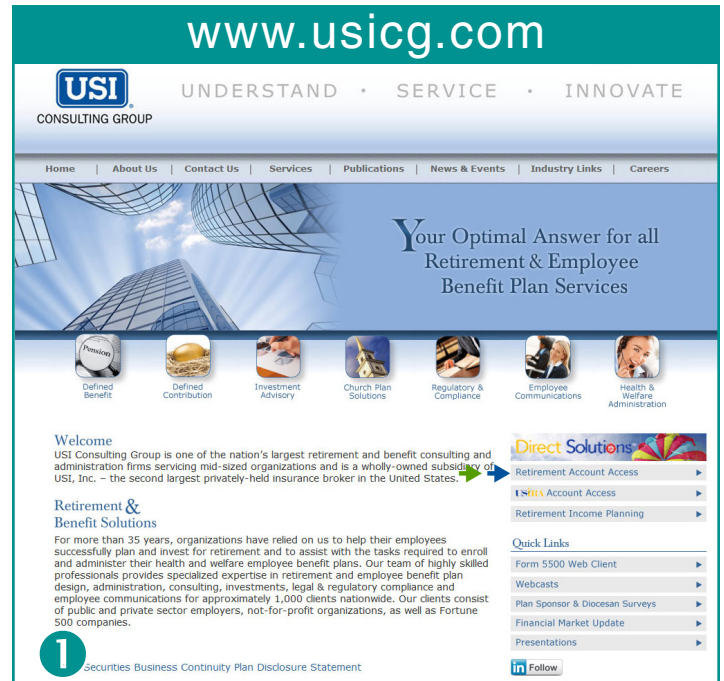 www.usicg.com
USI
CONSULTING GROUP
UNDERSTAND • SERVICE • INNOVATE
Home | About Us | Contact Us | Services | Publications | News & Events | Industry Links | Careers
Your Optimal Answer for all
Retirement & Employee
Benefit Plan Services
Pension
Defined
Benefit
Defined
Contribution
Investment
Advisory
Church Plan
Solutions
Regulatory &
Compliance
Employee
Communications
Health &
Welfare
Administration
Welcome
USI Consulting Group is one of the nation's largest retirement and benefit consulting and
administration firms servicing mid-sized organizations and is a wholly-owned subsidiary of
USI, Inc. – the second largest privately-held insurance broker in the United States.
Retirement &
Benefit Solutions
For more than 35 years, organizations have relied on us to help their employees
successfully plan and invest for retirement and to assist with the tasks required to enroll
and administer their health and welfare employee benefit plans. Our team of highly skilled
professionals provides specialized expertise in retirement and employee benefit plan
design, administration, consulting, investments, legal & regulatory compliance and
employee communications for approximately 1,000 clients nationwide. Our clients consist
of public and private sector employers, not-for-profit organizations, as well as Fortune
500 companies.
1
Securities Business Continuity Plan Disclosure Statement
Direct Solutions
Retirement Account Access
Account Access
Retirement Income Planning
Quick Links
Form 5500 Web Client
Webcasts
Plan Sponsor & Diocesan Surveys
Financial Market Update
Presentations
in Follow